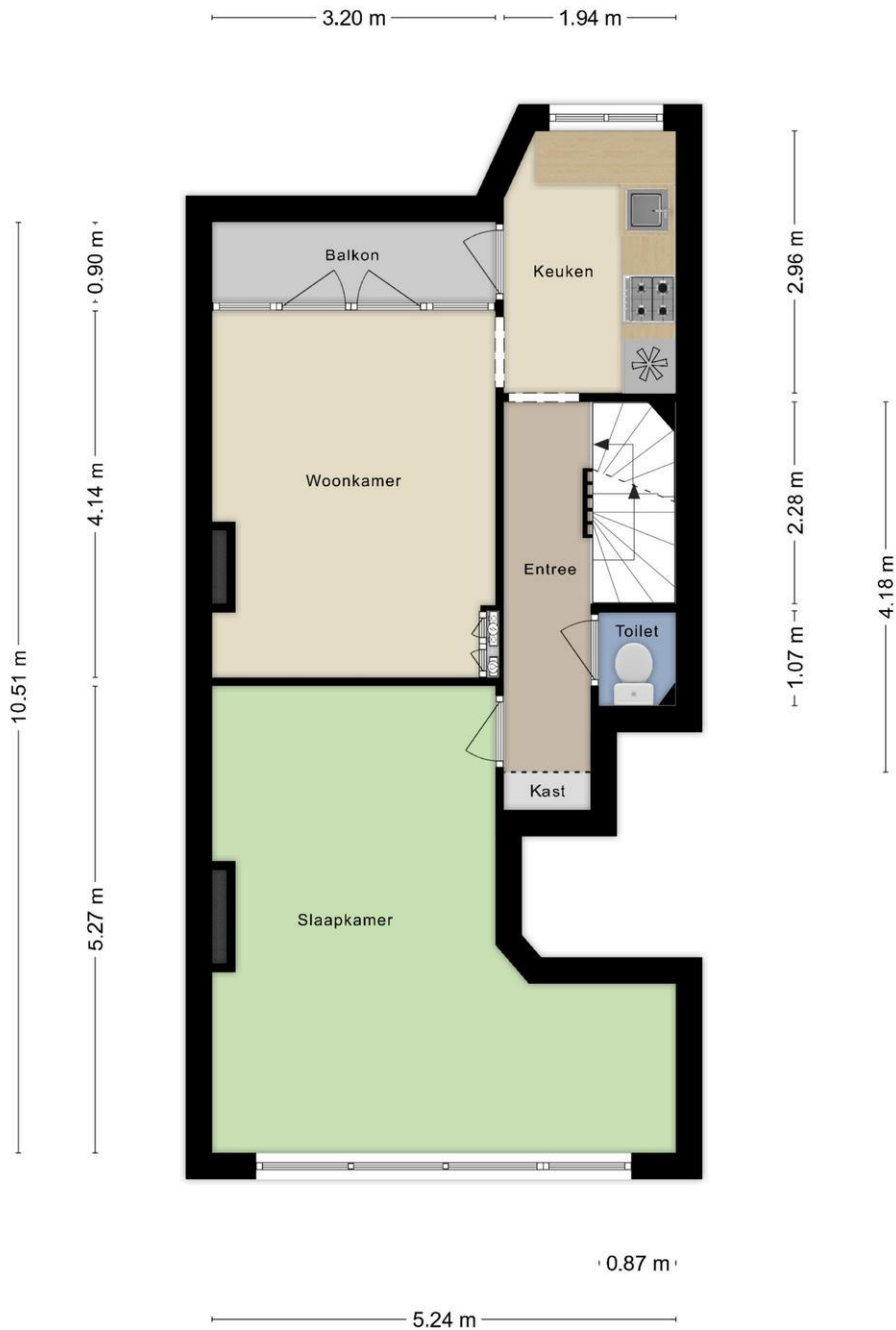 3.20 m
1.94 m
0.90 m
2.96 m
Balkon
Keuken
4.14 m
Woonkamer
2.28 m
Entree
4.18 m
Toilet
1.07 m
10.51 m
Kast
5.27 m
Slaapkamer
0.87 m
5.24 m